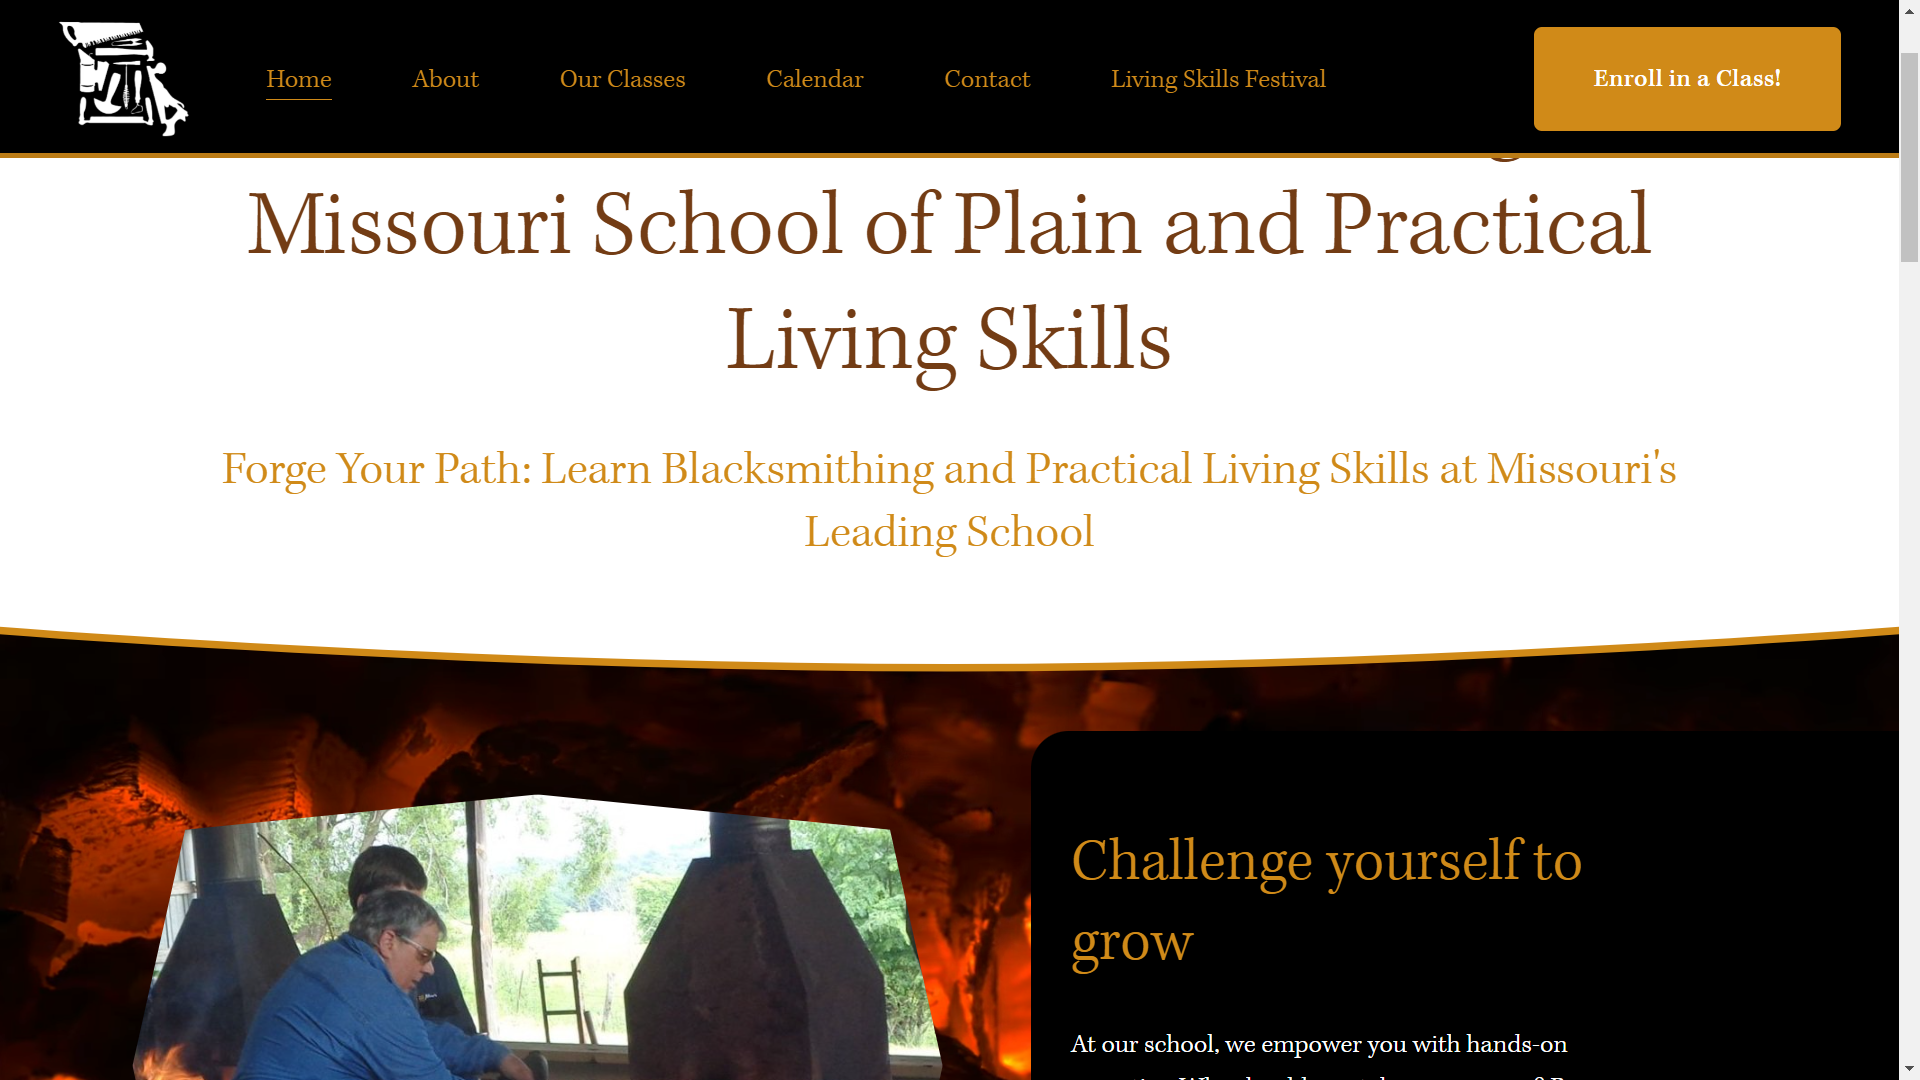 Home
About
Our Classes
Calendar
Contact
Living Skills Festival
Enroll in a Class!
Missouri School of Plain and Practical
Living Skills
Forge Your Path: Learn Blacksmithing and Practical Living Skills at Missouri's
Leading School
Challenge yourself to
grow
At our school, we empower you with hands-on